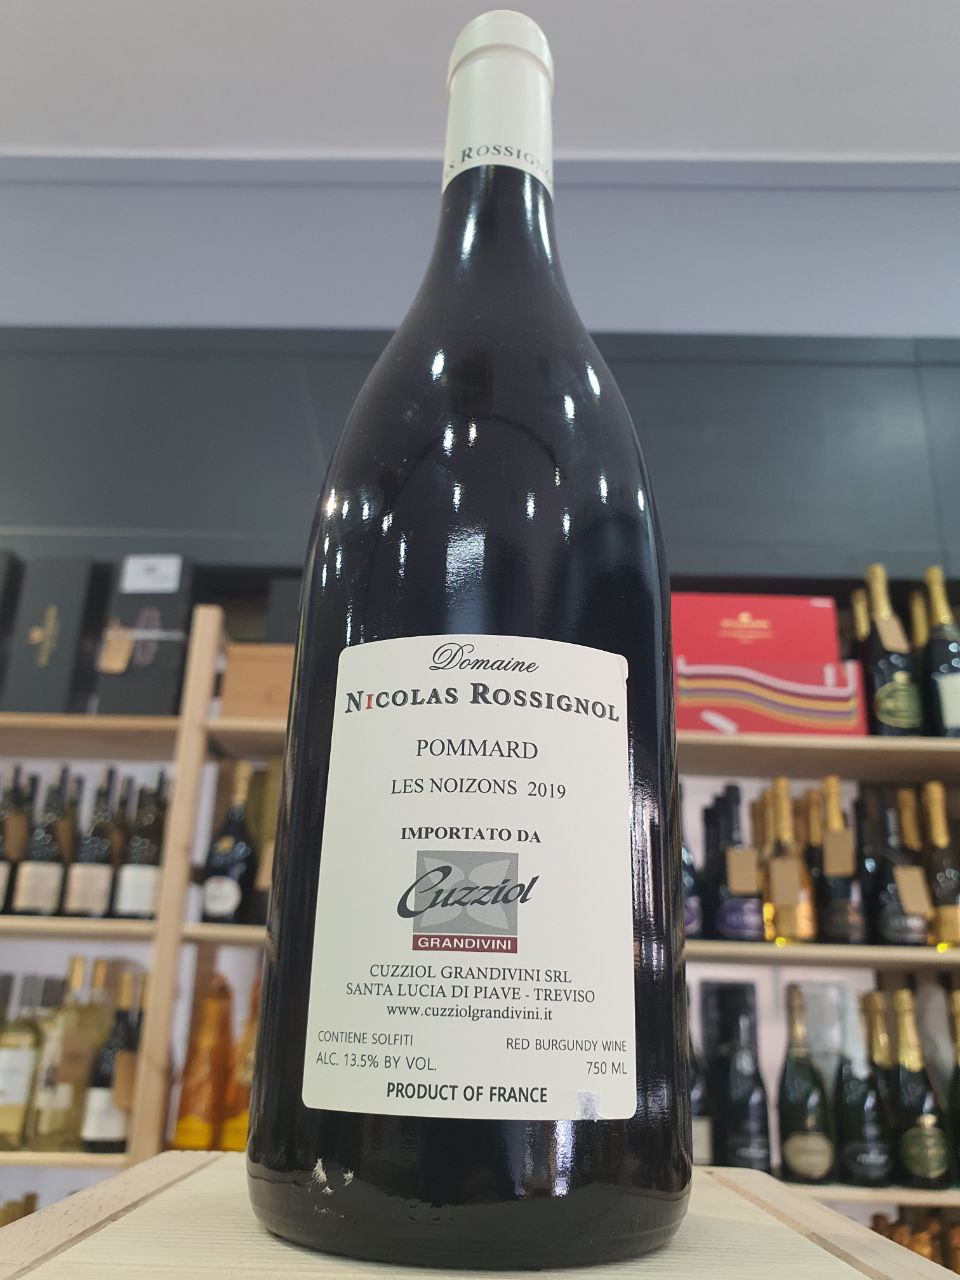 ROSSIGNO
Domaine
NICOLAS ROSSIGNOL
POMMARD
LES NOIZONS 2019
IMPORTATO DA
Cuzziol
GRANDIVINI
CUZZIOL GRANDIVINI SRL
SANTA LUCIA DI PIAVE - TREVISO
www.cuzziolgrandivini.it
CONTIENE SOLFITI RED BURGUNDY WINE
ALC. 13.5% BY VOL. 750 ML
PRODUCT OF FRANCE